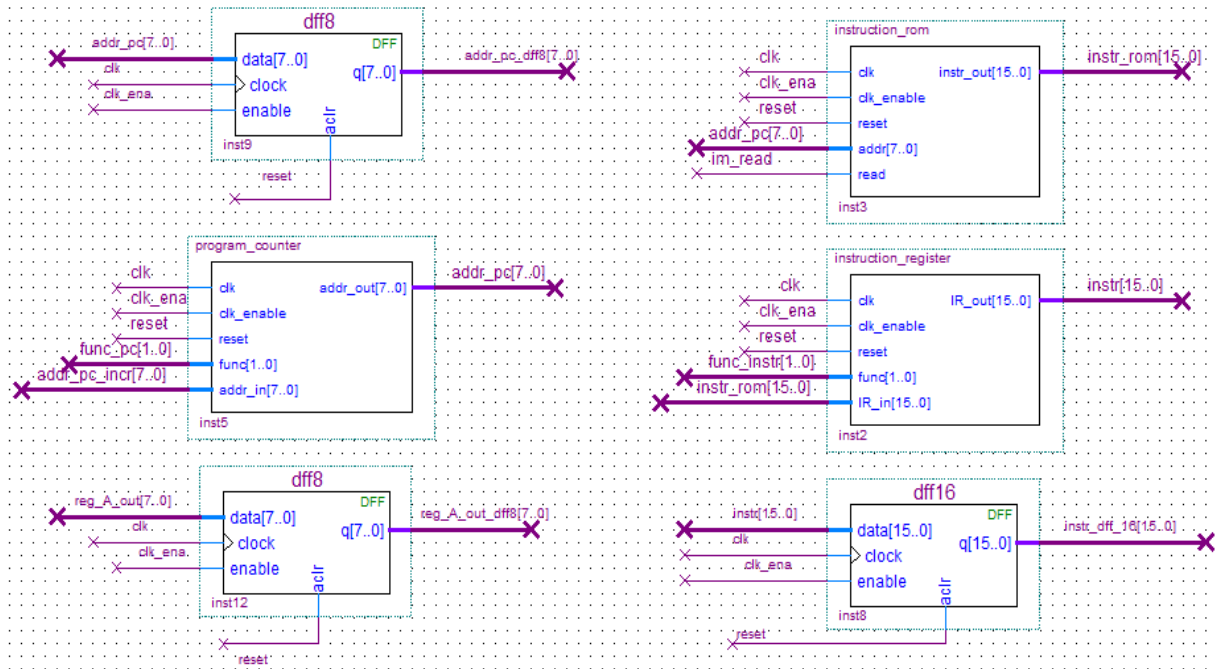 dff8
DFF
addr_pc[7..0]
data[7..0]
q[7..0]
addr_pc_dff8[7..0]
clk
clock
clk_ena
enable
aclr
inst9
reset
instruction_rom
clk
clk
instr_out[15..0]
instr_rom[15..0]
clk_ena
clk_enable
reset
reset
addr_pc[7..0]
addr[7..0]
im_read
read
inst3
program_counter
clk
clk
addr_out[7..0]
addr_pc[7..0]
clk_ena
clk_enable
reset
reset
func_pc[1..0]
func[1..0]
addr_pc_incr[7..0]
addr_in[7..0]
inst5
instruction_register
clk
clk
IR_out[15..0]
instr[15..0]
clk_ena
clk_enable
reset
reset
func_instr[1..0]
func[1..0]
instr_rom[15..0]
IR_in[15..0]
inst2
dff8
DFF
reg_A_out[7..0]
data[7..0]
q[7..0]
reg_A_out_dff8[7..0]
clk
clock
clk_ena
enable
aclr
inst12
reset
dff16
DFF
instr[15..0]
data[15..0]
q[15..0]
instr_dff_16[15..0]
clk
clock
clk_ena
enable
aclr
inst8
reset